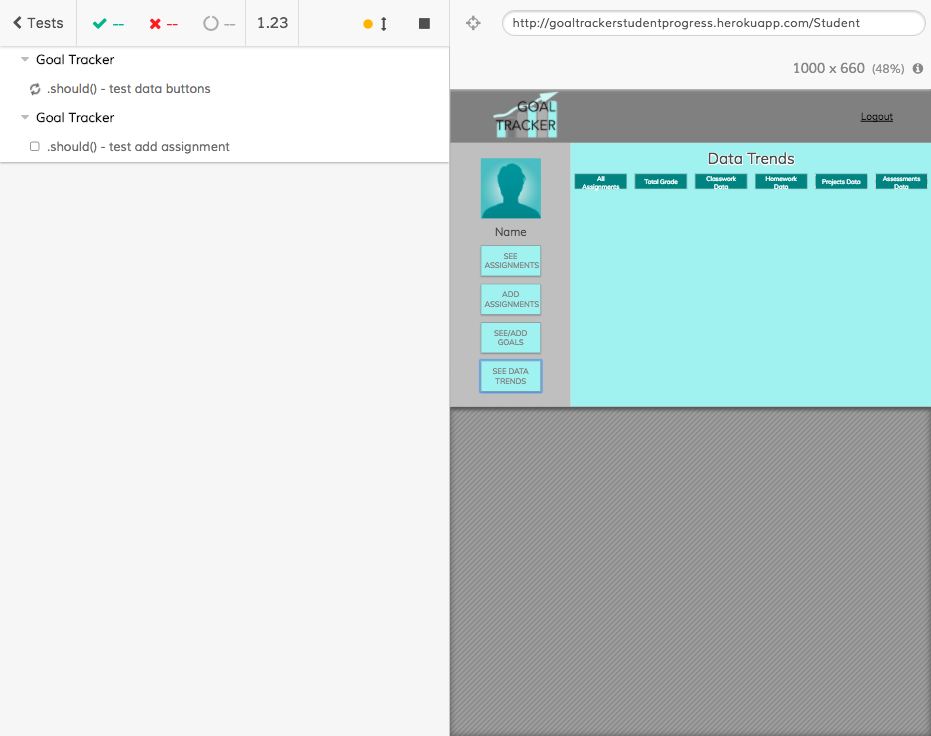 Tests
--
--
--
1.23
http://goaltrackerstudentprogress.herokuapp.com/Student
Goal Tracker
.should() - test data buttons
Goal Tracker
.should() - test add assignment
1000 x 660 (48%)
GOAL
TRACKER
Logout
Name
SEE
ASSIGNMENTS
ADD
ASSIGNMENTS
SEE/ADD
GOALS
SEE DATA
TRENDS
Data Trends
All
Assignments
Total Grade
Classwork
Data
Homework
Data
Projects Data
Assessments
Data